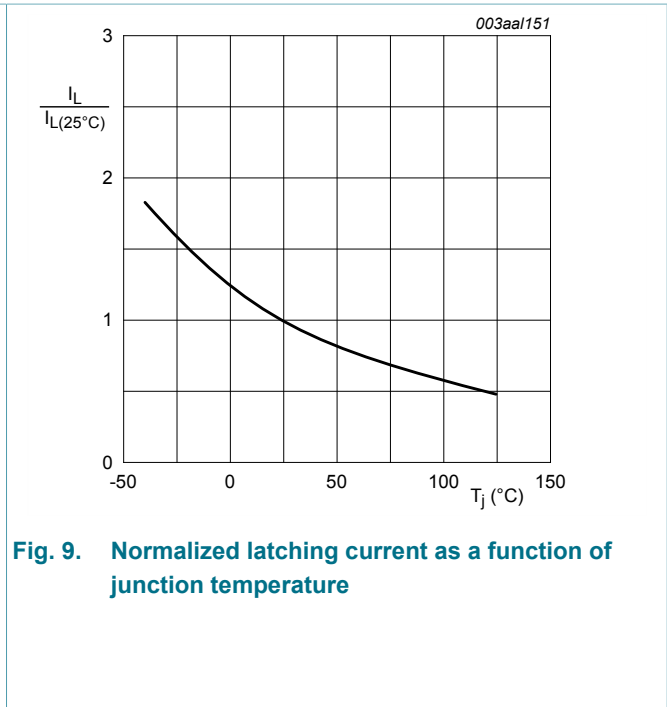 003aal151
3
I_L
I_L(25°C)
2
1
0
-50 0 50 100 150
T_j (°C)
Fig. 9. Normalized latching current as a function of
junction temperature